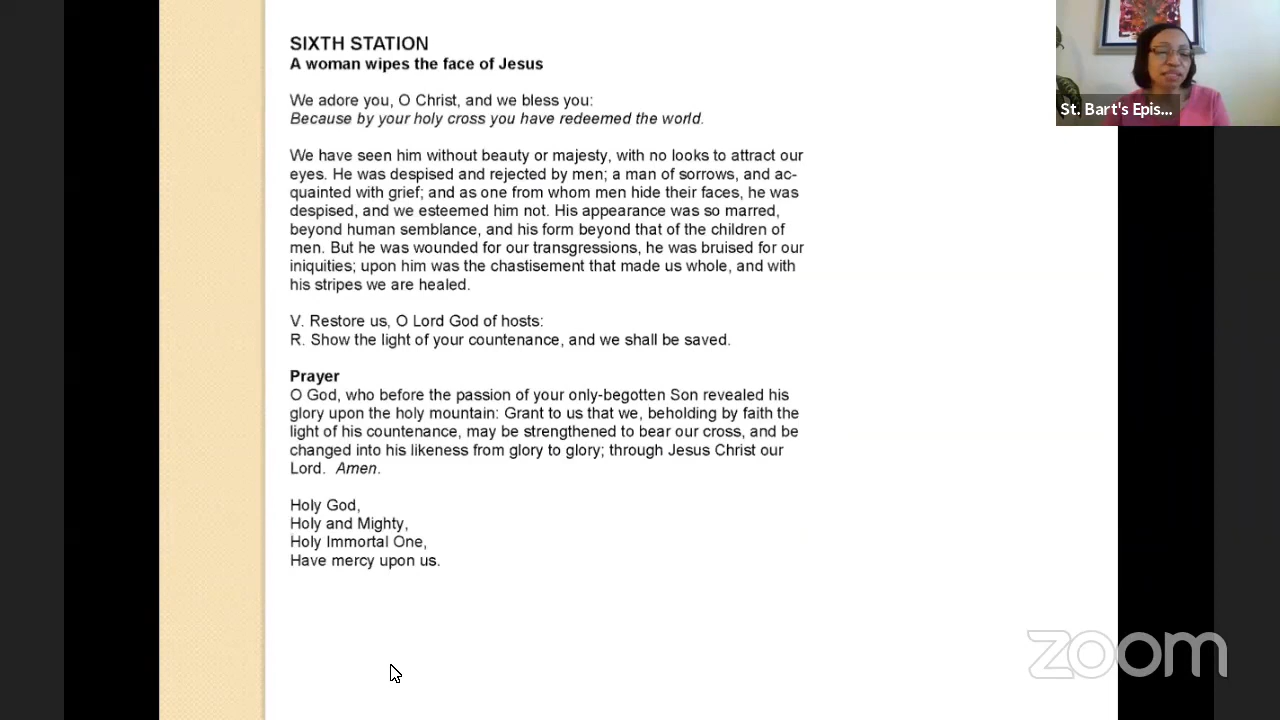 SIXTH STATION
A woman wipes the face of Jesus
We adore you, O Christ, and we bless you:
Because by your holy cross you have redeemed the world.
We have seen him without beauty or majesty, with no looks to attract our
eyes. He was despised and rejected by men; a man of sorrows, and ac-
quainted with grief; and as one from whom men hide their faces, he was
despised, and we esteemed him not. His appearance was so marred,
beyond human semblance, and his form beyond that of the children of
men. But he was wounded for our transgressions, he was bruised for our
iniquities; upon him was the chastisement that made us whole, and with
his stripes we are healed.
V. Restore us, O Lord God of hosts:
R. Show the light of your countenance, and we shall be saved.
Prayer
O God, who before the passion of your only-begotten Son revealed his
glory upon the holy mountain: Grant to us that we, beholding by faith the
light of his countenance, may be strengthened to bear our cross, and be
changed into his likeness from glory to glory; through Jesus Christ our
Lord. Amen.
Holy God,
Holy and Mighty,
Holy Immortal One,
Have mercy upon us.
St. Bart's Epis...
zoom